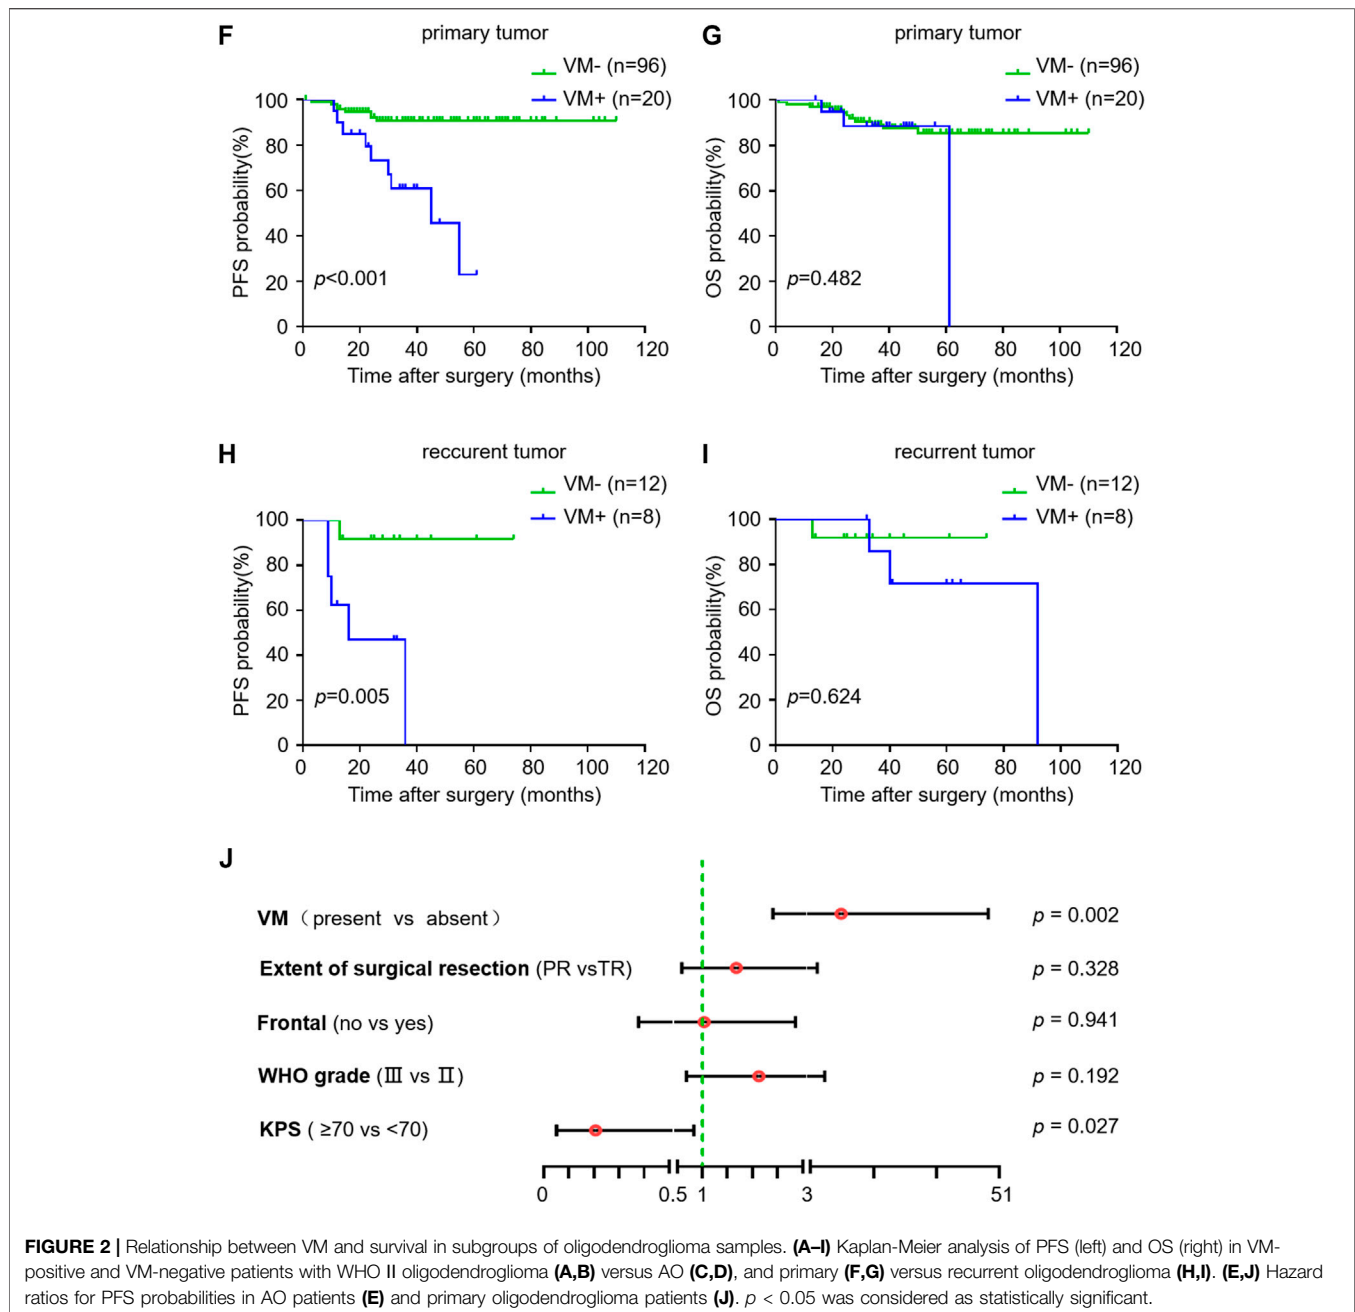 F
primary tumor
VM- (n=96)
VM+ (n=20)
PFS probability(%)
100
80
60
40
20
0
p<0.001
0 20 40 60 80 100 120
Time after surgery (months)
G
primary tumor
VM- (n=96)
VM+ (n=20)
OS probability(%)
100
80
60
40
20
0
p=0.482
0 20 40 60 80 100 120
Time after surgery (months)
H
reccurent tumor
VM- (n=12)
VM+ (n=8)
PFS probability(%)
100
80
60
40
20
0
p=0.005
0 20 40 60 80 100 120
Time after surgery (months)
I
recurrent tumor
VM- (n=12)
VM+ (n=8)
OS probability(%)
100
80
60
40
20
0
p=0.624
0 20 40 60 80 100 120
Time after surgery (months)
J
VM（present vs absent） p = 0.002
Extent of surgical resection (PR vsTR) p = 0.328
Frontal (no vs yes) p = 0.941
WHO grade (Ⅲ vs Ⅱ) p = 0.192
KPS ( ≥70 vs <70) p = 0.027
0 0.5 1 3 51
FIGURE 2 | Relationship between VM and survival in subgroups of oligodendroglioma samples. (A–I) Kaplan-Meier analysis of PFS (left) and OS (right) in VM-
positive and VM-negative patients with WHO II oligodendroglioma (A,B) versus AO (C,D), and primary (F,G) versus recurrent oligodendroglioma (H,I). (E,J) Hazard
ratios for PFS probabilities in AO patients (E) and primary oligodendroglioma patients (J). p < 0.05 was considered as statistically significant.